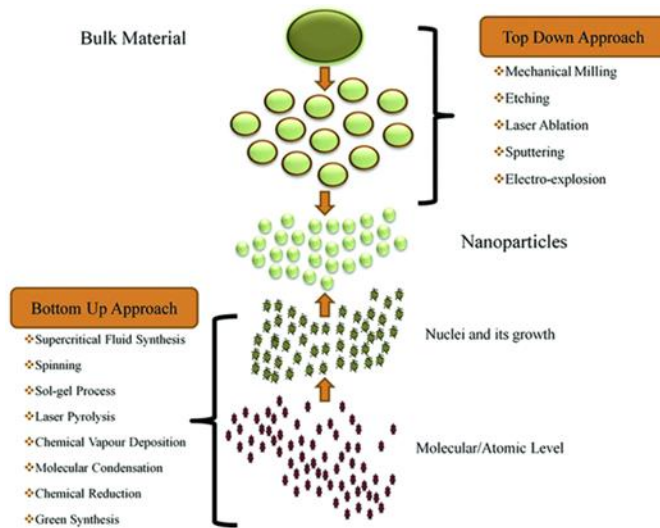 Bulk Material
Top Down Approach
❖Mechanical Milling
❖Etching
❖Laser Ablation
❖Sputtering
❖Electro-explosion
Nanoparticles
Bottom Up Approach
❖Supercritical Fluid Synthesis
❖Spinning
❖Sol-gel Process
❖Laser Pyrolysis
❖Chemical Vapour Deposition
❖Molecular Condensation
❖Chemical Reduction
❖Green Synthesis
Nuclei and its growth
Molecular/Atomic Level